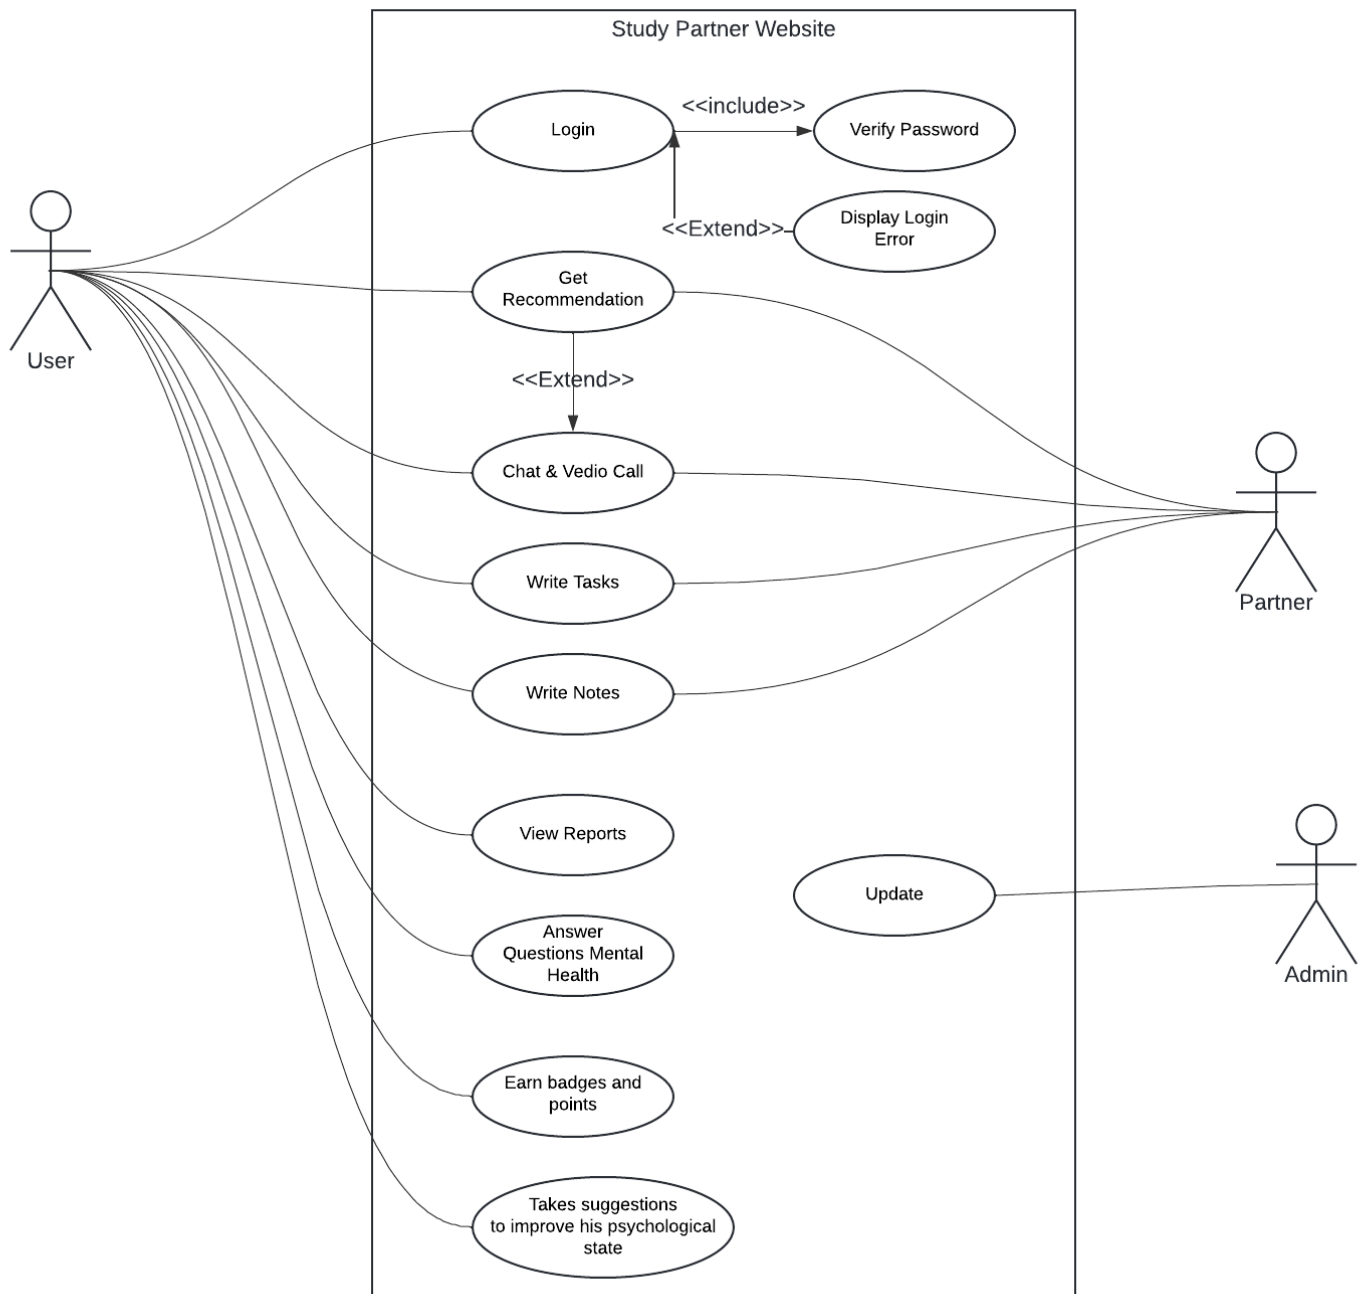 Study Partner Website
Login
<<include>>
Verify Password
<<Extend>>
Display Login
Error
User
Get
Recommendation
<<Extend>>
Chat & Vedio Call
Partner
Write Tasks
Write Notes
View Reports
Update
Admin
Answer
Questions Mental
Health
Earn badges and
points
Takes suggestions
to improve his psychological
state